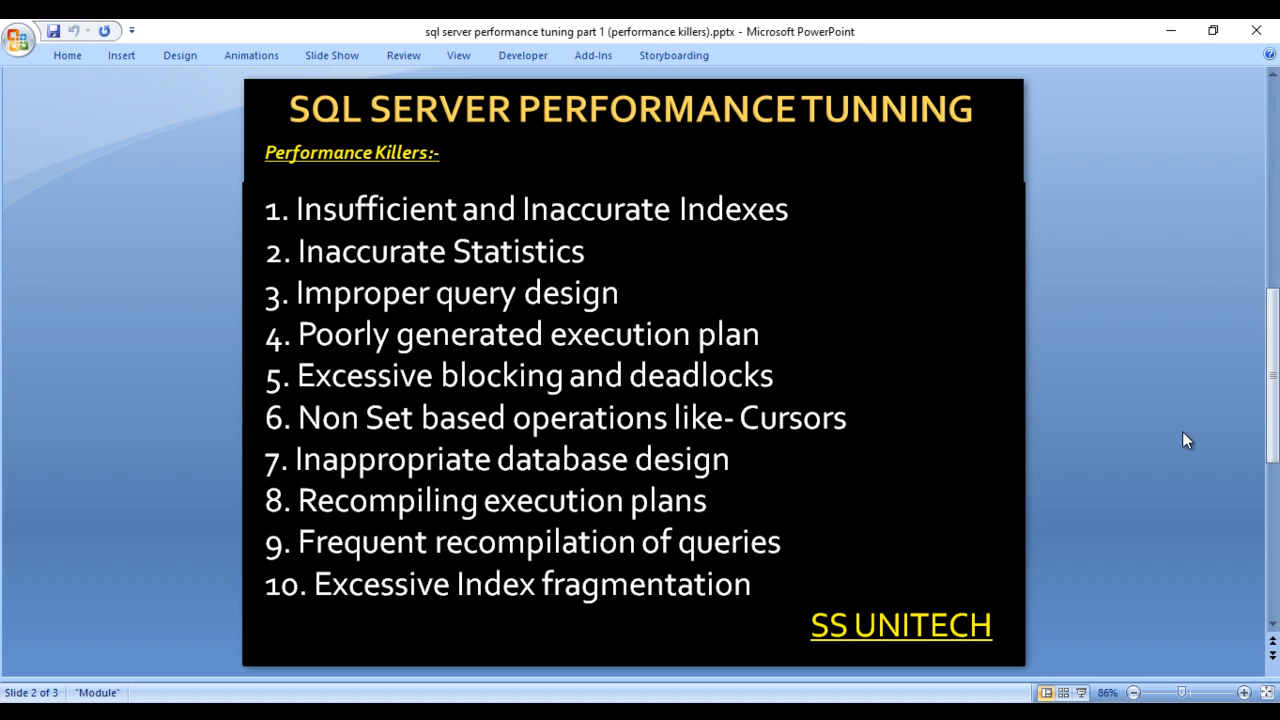 sql server performance tuning part 1 (performance killers).pptx - Microsoft PowerPoint
Home Insert Design Animations Slide Show Review View Developer Add-Ins Storyboarding
SQL SERVER PERFORMANCE TUNNING
Performance Killers:-
1. Insufficient and Inaccurate Indexes
2. Inaccurate Statistics
3. Improper query design
4. Poorly generated execution plan
5. Excessive blocking and deadlocks
6. Non Set based operations like- Cursors
7. Inappropriate database design
8. Recompiling execution plans
9. Frequent recompilation of queries
10. Excessive Index fragmentation
SS UNITECH
Slide 2 of 3 "Module" 86%